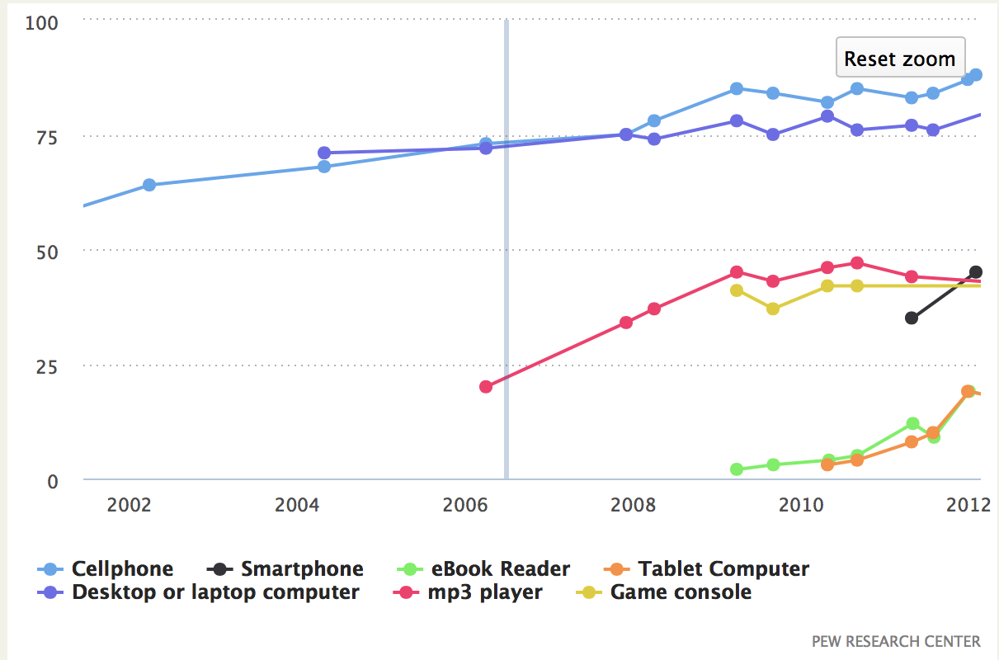 100
Reset zoom
75
50
25
0
2002 2004 2006 2008 2010 2012
Cellphone Smartphone eBook Reader Tablet Computer
Desktop or laptop computer mp3 player Game console
PEW RESEARCH CENTER